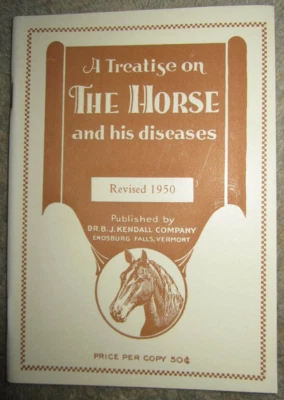 A Treatise on
THE HORSE
and his diseases
Revised 1950
Published by
DR. B. J. KENDALL COMPANY
ENOSBURG FALLS, VERMONT
PRICE PER COPY 50¢